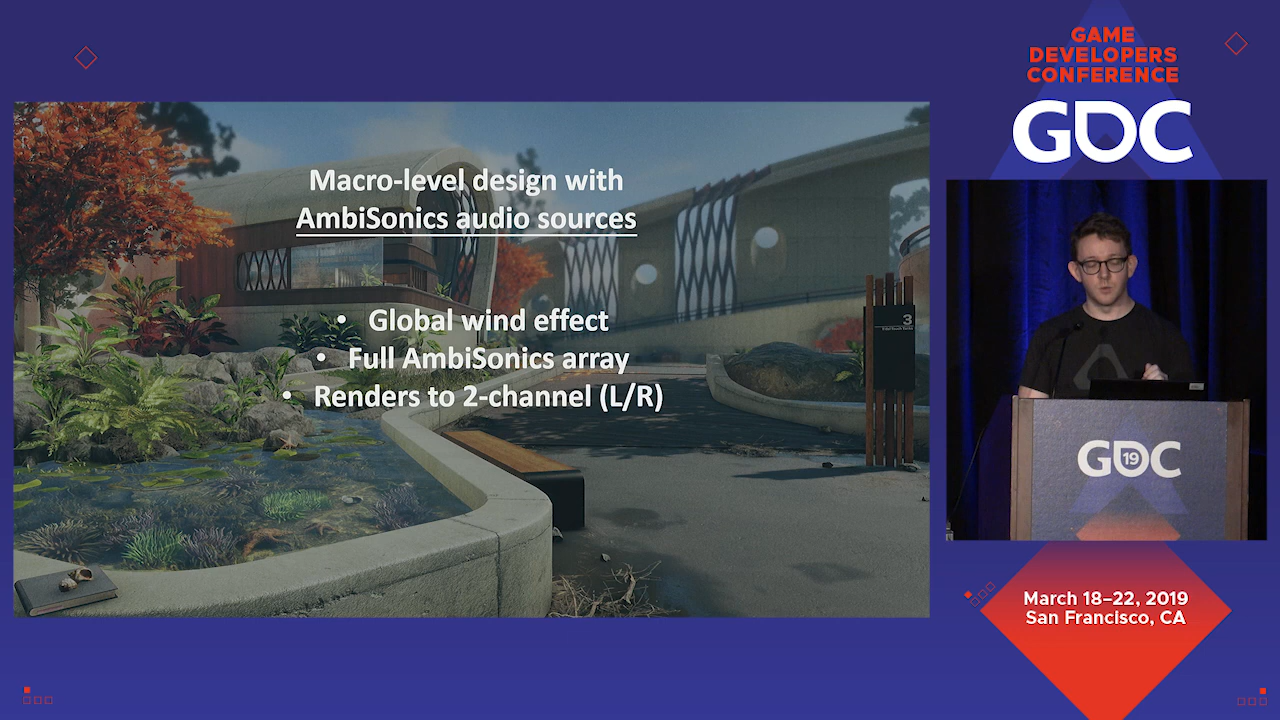 GAME
DEVELOPERS
CONFERENCE
GDC
Macro-level design with
AmbiSonics audio sources
• Global wind effect
• Full AmbiSonics array
• Renders to 2-channel (L/R)
3
GDC
19
March 18–22, 2019
San Francisco, CA